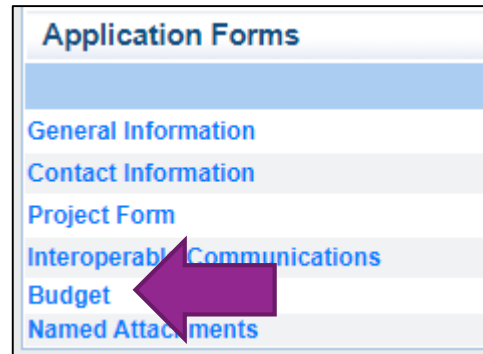 Application Forms
General Information
Contact Information
Project Form
Interoperable Communications
Budget
Named Attachments